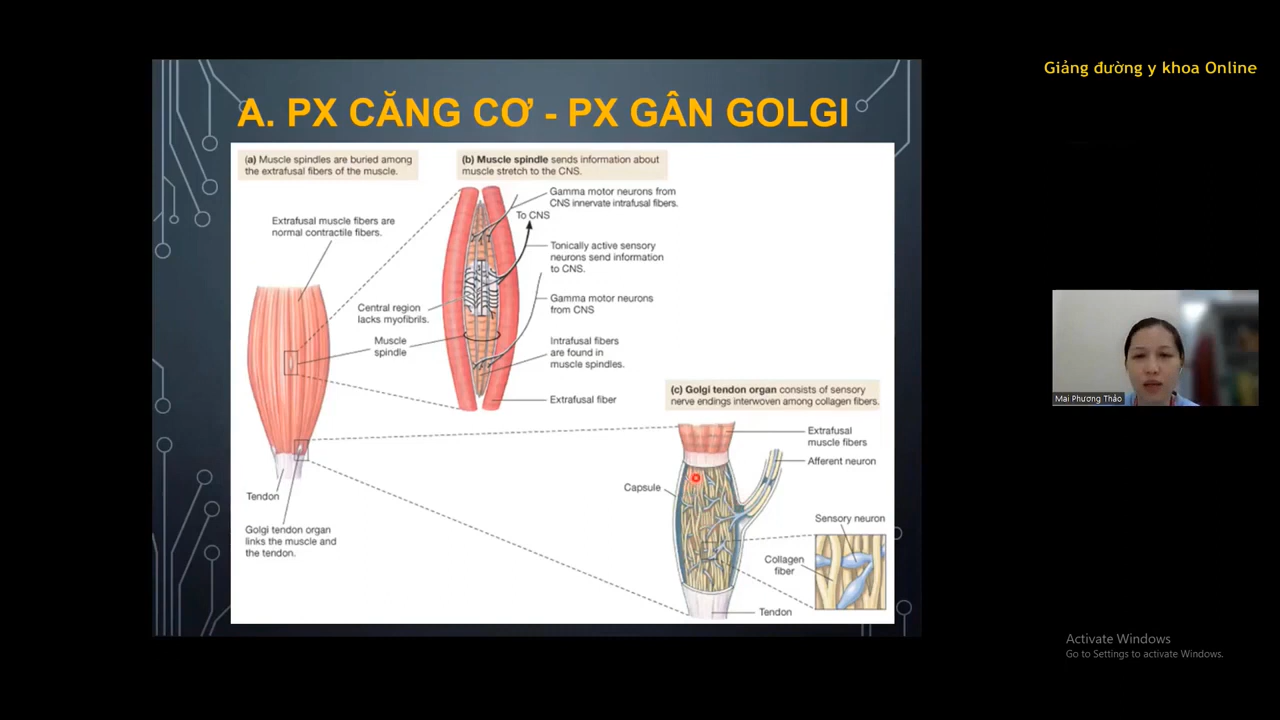 Giảng đường y khoa Online
A. PX CĂNG CƠ - PX GÂN GOLGI
(a) Muscle spindles are buried among
the extrafusal fibers of the muscle.
(b) Muscle spindle sends information about
muscle stretch to the CNS.
Extrafusal muscle fibers are
normal contractile fibers.
Gamma motor neurons from
CNS innervate intrafusal fibers.
To CNS
Tonically active sensory
neurons send information
to CNS.
Central region
lacks myofibrils.
Gamma motor neurons
from CNS
Muscle
spindle
Intrafusal fibers
are found in
muscle spindles.
Extrafusal fiber
(c) Golgi tendon organ consists of sensory
nerve endings interwoven among collagen fibers.
Extrafusal
muscle fibers
Afferent neuron
Capsule
Tendon
Golgi tendon organ
links the muscle and
the tendon.
Sensory neuron
Collagen
fiber
Tendon
Mai Phương Thảo
Activate Windows
Go to Settings to activate Windows.